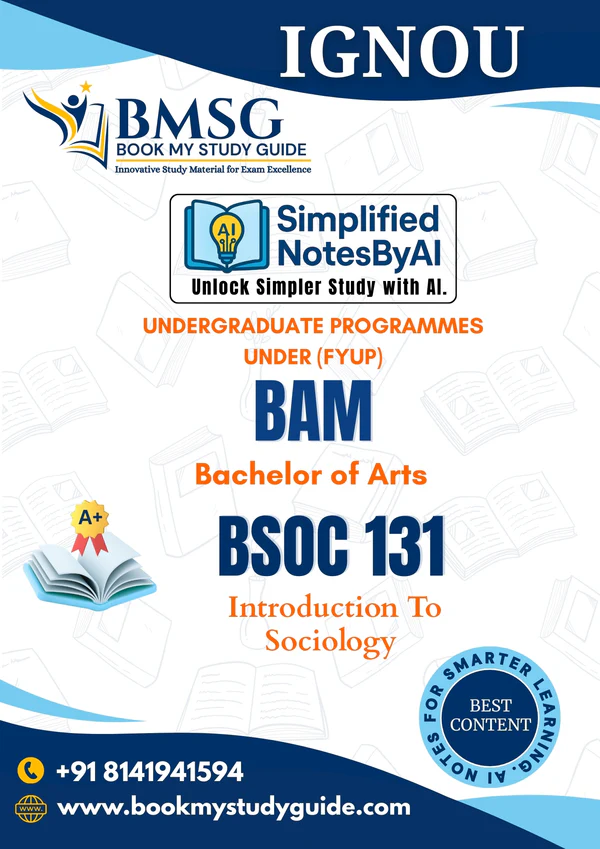 IGNOU
BMSG
BOOK MY STUDY GUIDE
Innovative Study Material for Exam Excellence
AI
Simplified
NotesByAI
Unlock Simpler Study with AI.
UNDERGRADUATE PROGRAMMES
UNDER (FYUP)
BAM
Bachelor of Arts
A+
BSOC 131
Introduction To
Sociology
AI NOTES FOR SMARTER LEARNING.
BEST
CONTENT
+91 8141941594
www.
www.bookmystudyguide.com